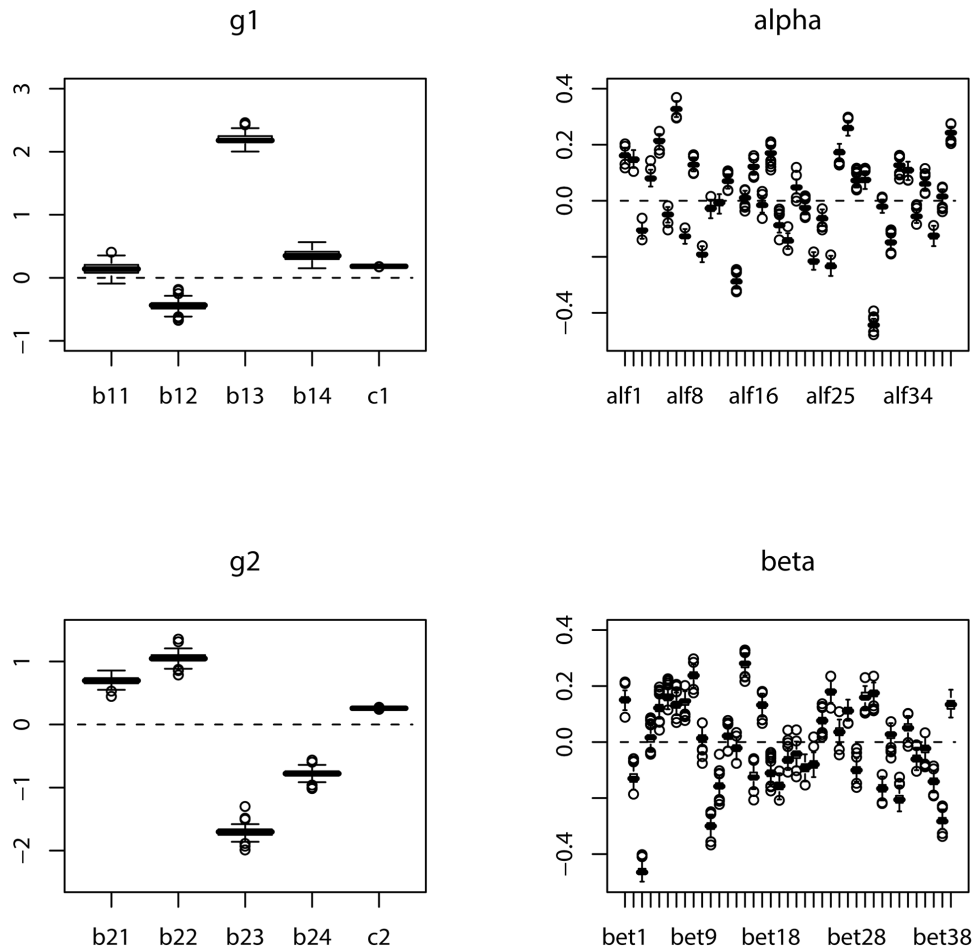 g1
3
2
1
0
−1
b11 b12 b13 b14 c1
alpha
0.4
0.2
0.0
−0.4
alf1 alf8 alf16 alf25 alf34
g2
1
0
−1
−2
b21 b22 b23 b24 c2
beta
0.4
0.2
0.0
−0.4
bet1 bet9 bet18 bet28 bet38